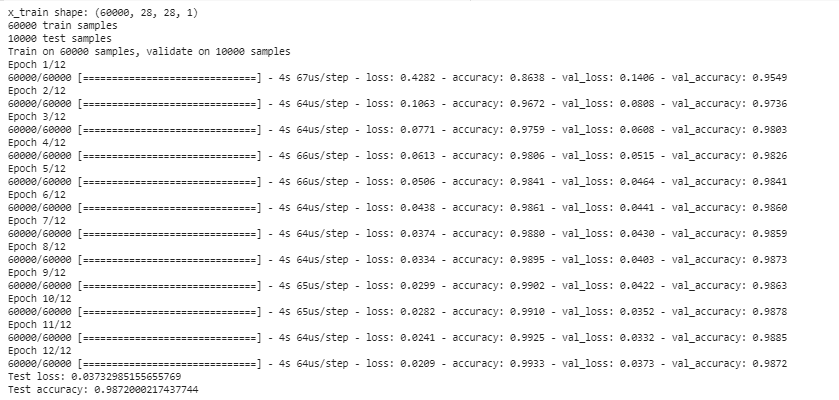 x_train shape: (60000, 28, 28, 1)
60000 train samples
10000 test samples
Train on 60000 samples, validate on 10000 samples
Epoch 1/12
60000/60000 [==============================] - 4s 67us/step - loss: 0.4282 - accuracy: 0.8638 - val_loss: 0.1406 - val_accuracy: 0.9549
Epoch 2/12
60000/60000 [==============================] - 4s 64us/step - loss: 0.1063 - accuracy: 0.9672 - val_loss: 0.0808 - val_accuracy: 0.9736
Epoch 3/12
60000/60000 [==============================] - 4s 64us/step - loss: 0.0771 - accuracy: 0.9759 - val_loss: 0.0608 - val_accuracy: 0.9803
Epoch 4/12
60000/60000 [==============================] - 4s 66us/step - loss: 0.0613 - accuracy: 0.9806 - val_loss: 0.0515 - val_accuracy: 0.9826
Epoch 5/12
60000/60000 [==============================] - 4s 66us/step - loss: 0.0506 - accuracy: 0.9841 - val_loss: 0.0464 - val_accuracy: 0.9841
Epoch 6/12
60000/60000 [==============================] - 4s 64us/step - loss: 0.0438 - accuracy: 0.9861 - val_loss: 0.0441 - val_accuracy: 0.9860
Epoch 7/12
60000/60000 [==============================] - 4s 64us/step - loss: 0.0374 - accuracy: 0.9880 - val_loss: 0.0430 - val_accuracy: 0.9859
Epoch 8/12
60000/60000 [==============================] - 4s 64us/step - loss: 0.0334 - accuracy: 0.9895 - val_loss: 0.0403 - val_accuracy: 0.9873
Epoch 9/12
60000/60000 [==============================] - 4s 65us/step - loss: 0.0299 - accuracy: 0.9902 - val_loss: 0.0422 - val_accuracy: 0.9863
Epoch 10/12
60000/60000 [==============================] - 4s 65us/step - loss: 0.0282 - accuracy: 0.9910 - val_loss: 0.0352 - val_accuracy: 0.9878
Epoch 11/12
60000/60000 [==============================] - 4s 64us/step - loss: 0.0241 - accuracy: 0.9925 - val_loss: 0.0332 - val_accuracy: 0.9885
Epoch 12/12
60000/60000 [==============================] - 4s 64us/step - loss: 0.0209 - accuracy: 0.9933 - val_loss: 0.0373 - val_accuracy: 0.9872
Test loss: 0.03732985155655769
Test accuracy: 0.9872000217437744